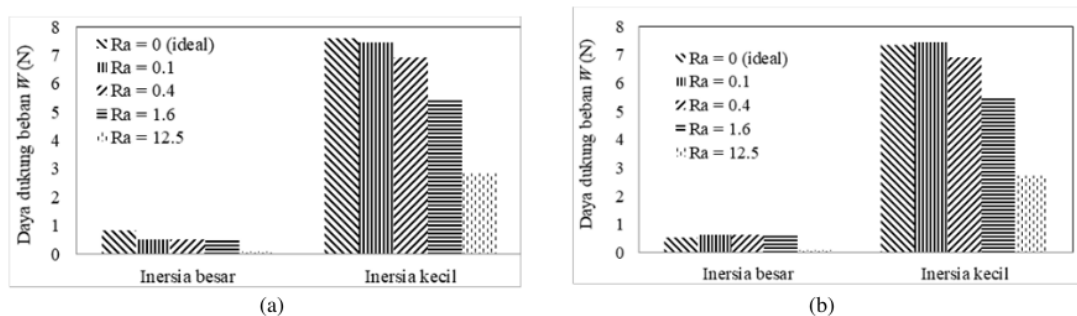 8
7
6
5
4
3
2
1
0
Daya dukung beban W (N)
Ra = 0 (ideal)
Ra = 0.1
Ra = 0.4
Ra = 1.6
Ra = 12.5
Inersia besar Inersia kecil
(a)
8
7
6
5
4
3
2
1
0
Daya dukung beban W (N)
Ra = 0 (ideal)
Ra = 0.1
Ra = 0.4
Ra = 1.6
Ra = 12.5
Inersia besar Inersia kecil
(b)